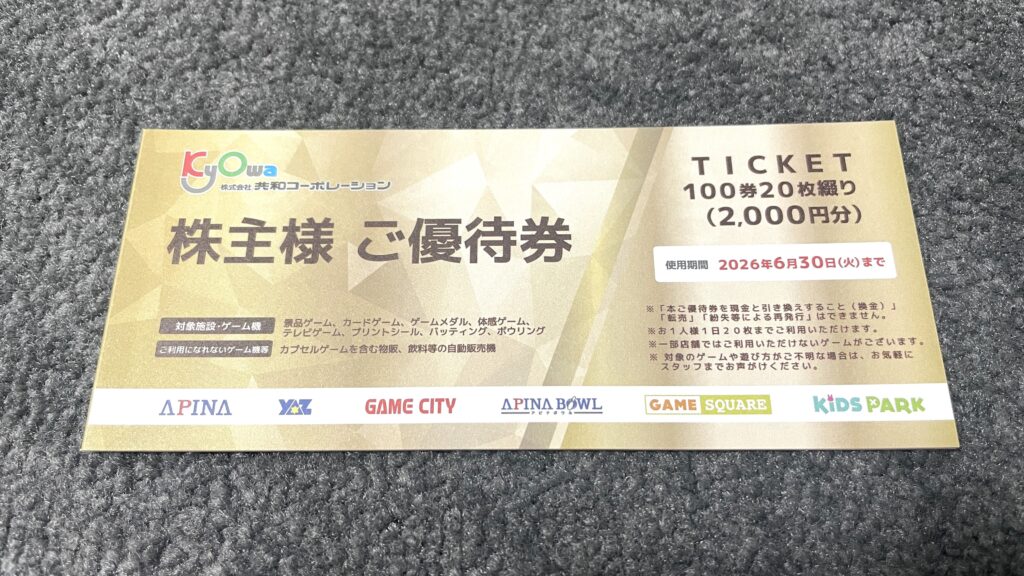 KyOwa
株式会社 共和コーポレーション
株主様 ご優待券
TICKET
100券20枚綴り
(2,000円分)
使用期間 2026年6月30日(火)まで
対象施設・ゲーム機
景品ゲーム、カードゲーム、ゲームメダル、体感ゲーム、
テレビゲーム、プリントシール、バッティング、ボウリング
ご利用になれないゲーム機等
カプセルゲームを含む物販、飲料等の自動販売機
※「本ご優待券を現金と引き換えすること(換金)」
「転売」「紛失等による再発行」はできません。
※お1人様1日20枚までご利用いただけます。
※一部店舗ではご利用いただけないゲームがございます。
※ 対象のゲームや遊び方がご不明な場合は、お気軽に
スタッフまでお声がけください。
APINA
YAZ
GAME CITY
APINA BOWL
アピナボウル
GAME SQUARE
KiDS PARK